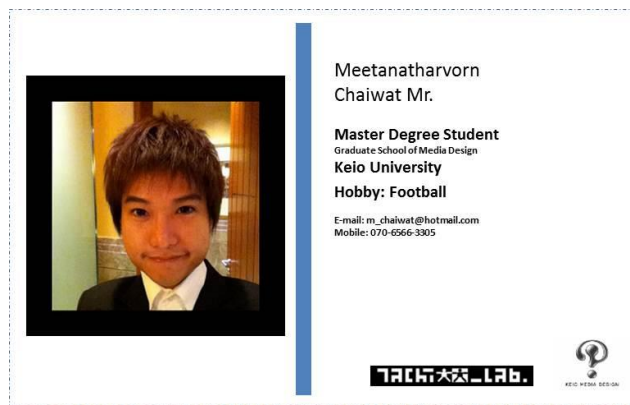 Meetanatharvorn
Chaiwat Mr.
Master Degree Student
Graduate School of Media Design
Keio University
Hobby: Football
E-mail: m_chaiwat@hotmail.com
Mobile: 070-6566-3305
TACHI_LAB.
KEIO MEDIA DESIGN